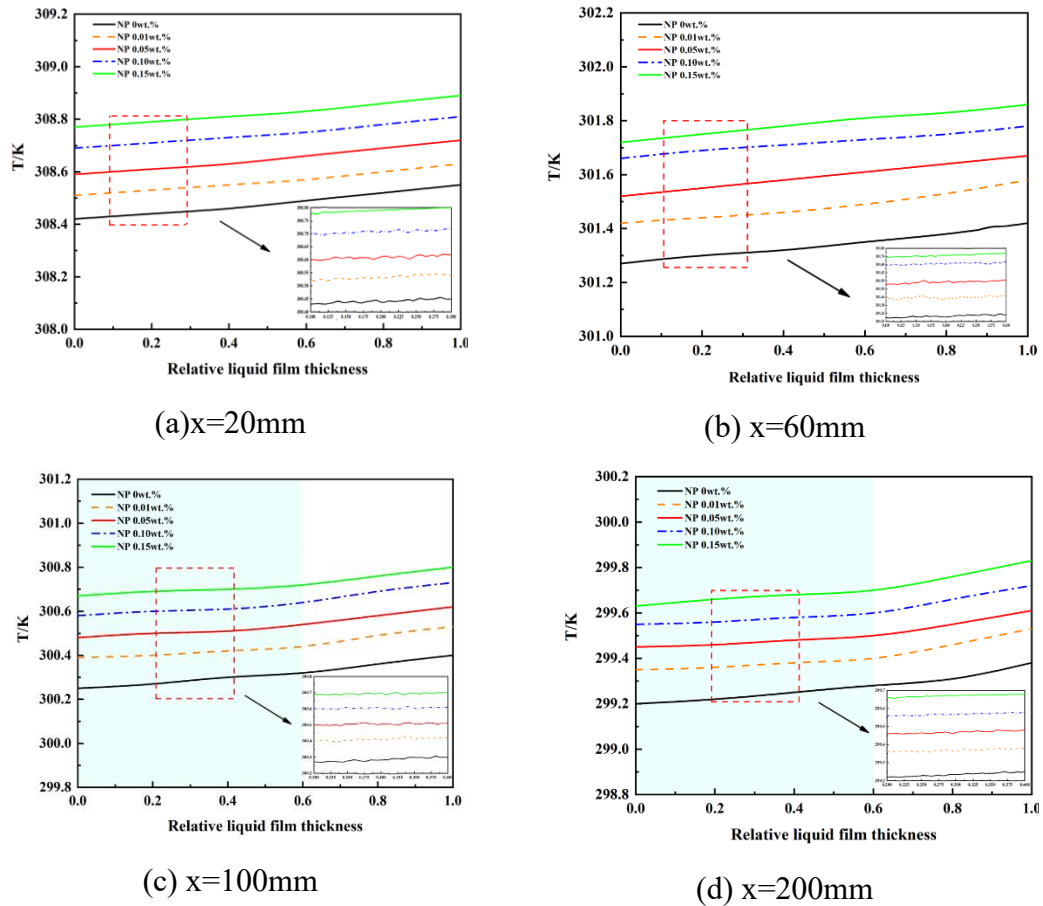 309.2
309.0
308.8
308.6
308.4
308.2
308.0
T/K
NP 0wt.%
NP 0.01wt.%
NP 0.05wt.%
NP 0.10wt.%
NP 0.15wt.%
0.0 0.2 0.4 0.6 0.8 1.0
Relative liquid film thickness
(a)x=20mm
302.2
302.0
301.8
301.6
301.4
301.2
301.0
T/K
NP 0wt.%
NP 0.01wt.%
NP 0.05wt.%
NP 0.10wt.%
NP 0.15wt.%
0.0 0.2 0.4 0.6 0.8 1.0
Relative liquid film thickness
(b) x=60mm
301.2
301.0
300.8
300.6
300.4
300.2
300.0
299.8
T/K
NP 0wt.%
NP 0.01wt.%
NP 0.05wt.%
NP 0.10wt.%
NP 0.15wt.%
0.0 0.2 0.4 0.6 0.8 1.0
Relative liquid film thickness
(c) x=100mm
300.2
300.0
299.8
299.6
299.4
299.2
299.0
298.8
T/K
NP 0wt.%
NP 0.01wt.%
NP 0.05wt.%
NP 0.10wt.%
NP 0.15wt.%
0.0 0.2 0.4 0.6 0.8 1.0
Relative liquid film thickness
(d) x=200mm